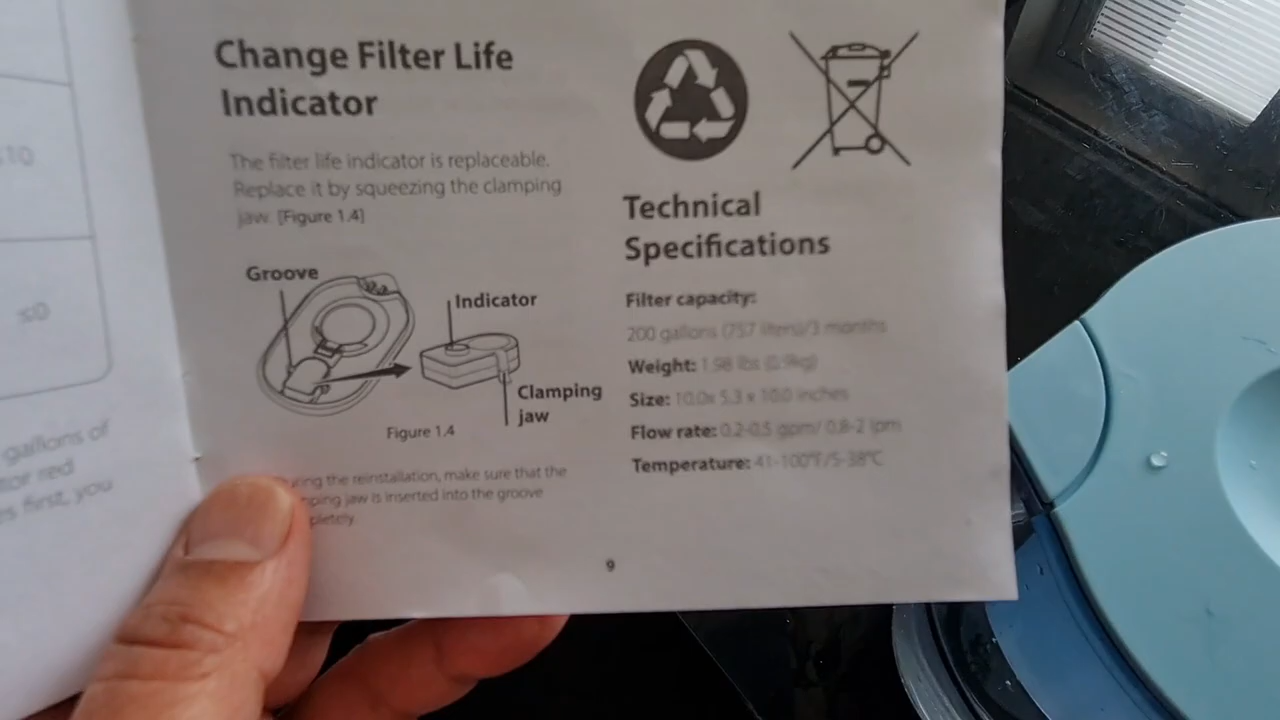 10
≤0
gallons of
tor red
es first, you
Change Filter Life
Indicator
The filter life indicator is replaceable.
Replace it by squeezing the clamping
jaw. [Figure 1.4]
Groove
Indicator
Clamping
jaw
Figure 1.4
the reinstallation, make sure that the
jaw is inserted into the groove
9
Technical
Specifications
Filter capacity:
200 gallons (757 liters)/3 months
Weight: 1.98 lbs (0.9kg)
Size: 10.0x 5.3 x 10.0 inches
Flow rate: 0.2-0.5 gpm/ 0.8-2 lpm
Temperature: 41-100°F/5-38°C